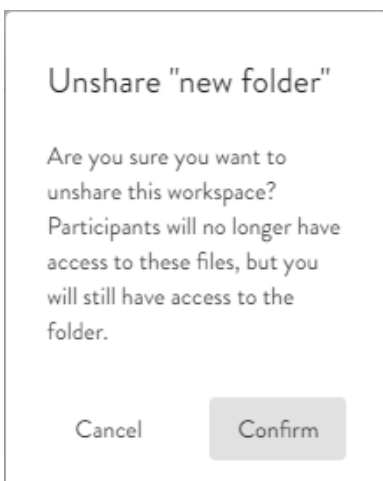 Unshare "new folder"
Are you sure you want to
unshare this workspace?
Participants will no longer have
access to these files, but you
will still have access to the
folder.
Cancel
Confirm